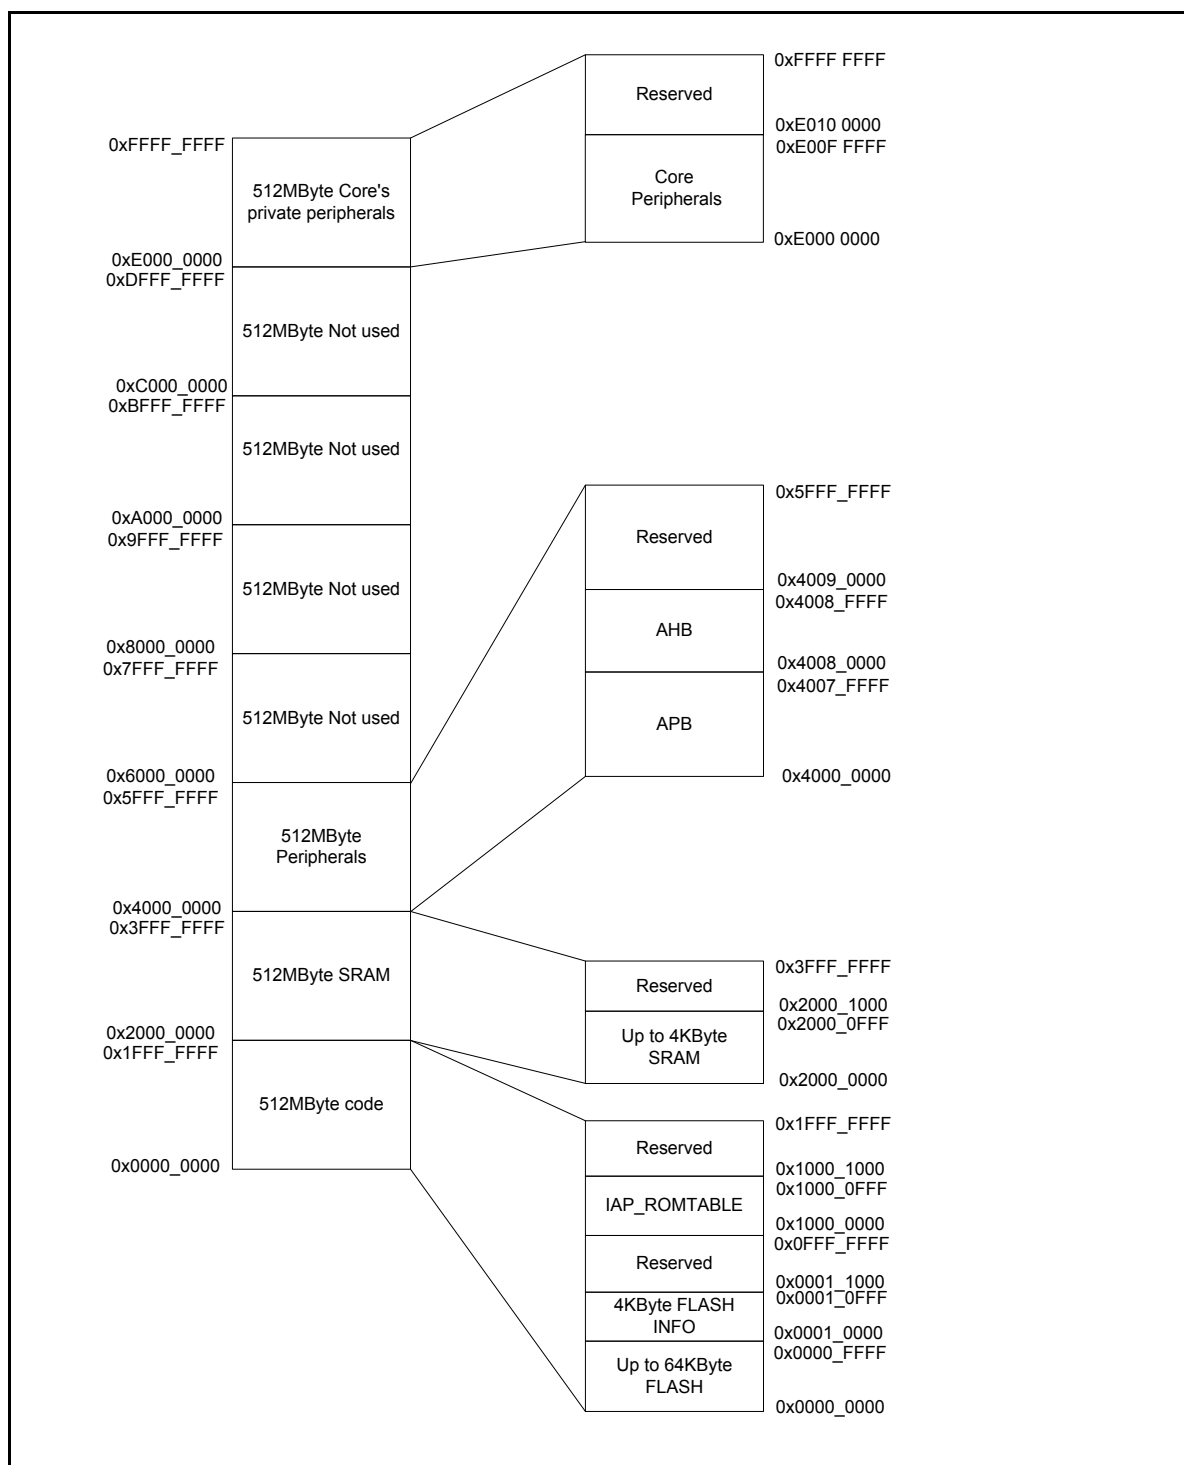 0xFFFF_FFFF
512MByte Core's
private peripherals
0xE000_0000
0xDFFF_FFFF
512MByte Not used
0xC000_0000
0xBFFF_FFFF
512MByte Not used
0xA000_0000
0x9FFF_FFFF
512MByte Not used
0x8000_0000
0x7FFF_FFFF
512MByte Not used
0x6000_0000
0x5FFF_FFFF
512MByte
Peripherals
0x4000_0000
0x3FFF_FFFF
512MByte SRAM
0x2000_0000
0x1FFF_FFFF
512MByte code
0x0000_0000
0xFFFF FFFF
Reserved
0xE010 0000
0xE00F FFFF
Core
Peripherals
0xE000 0000
0x5FFF_FFFF
Reserved
0x4009_0000
0x4008_FFFF
AHB
0x4008_0000
0x4007_FFFF
APB
0x4000_0000
0x3FFF_FFFF
Reserved
0x2000_1000
0x2000_0FFF
Up to 4KByte
SRAM
0x2000_0000
0x1FFF_FFFF
Reserved
0x1000_1000
0x1000_0FFF
IAP_ROMTABLE
0x1000_0000
0x0FFF_FFFF
Reserved
0x0001_1000
0x0001_0FFF
4KByte FLASH
INFO
0x0001_0000
0x0000_FFFF
Up to 64KByte
FLASH
0x0000_0000